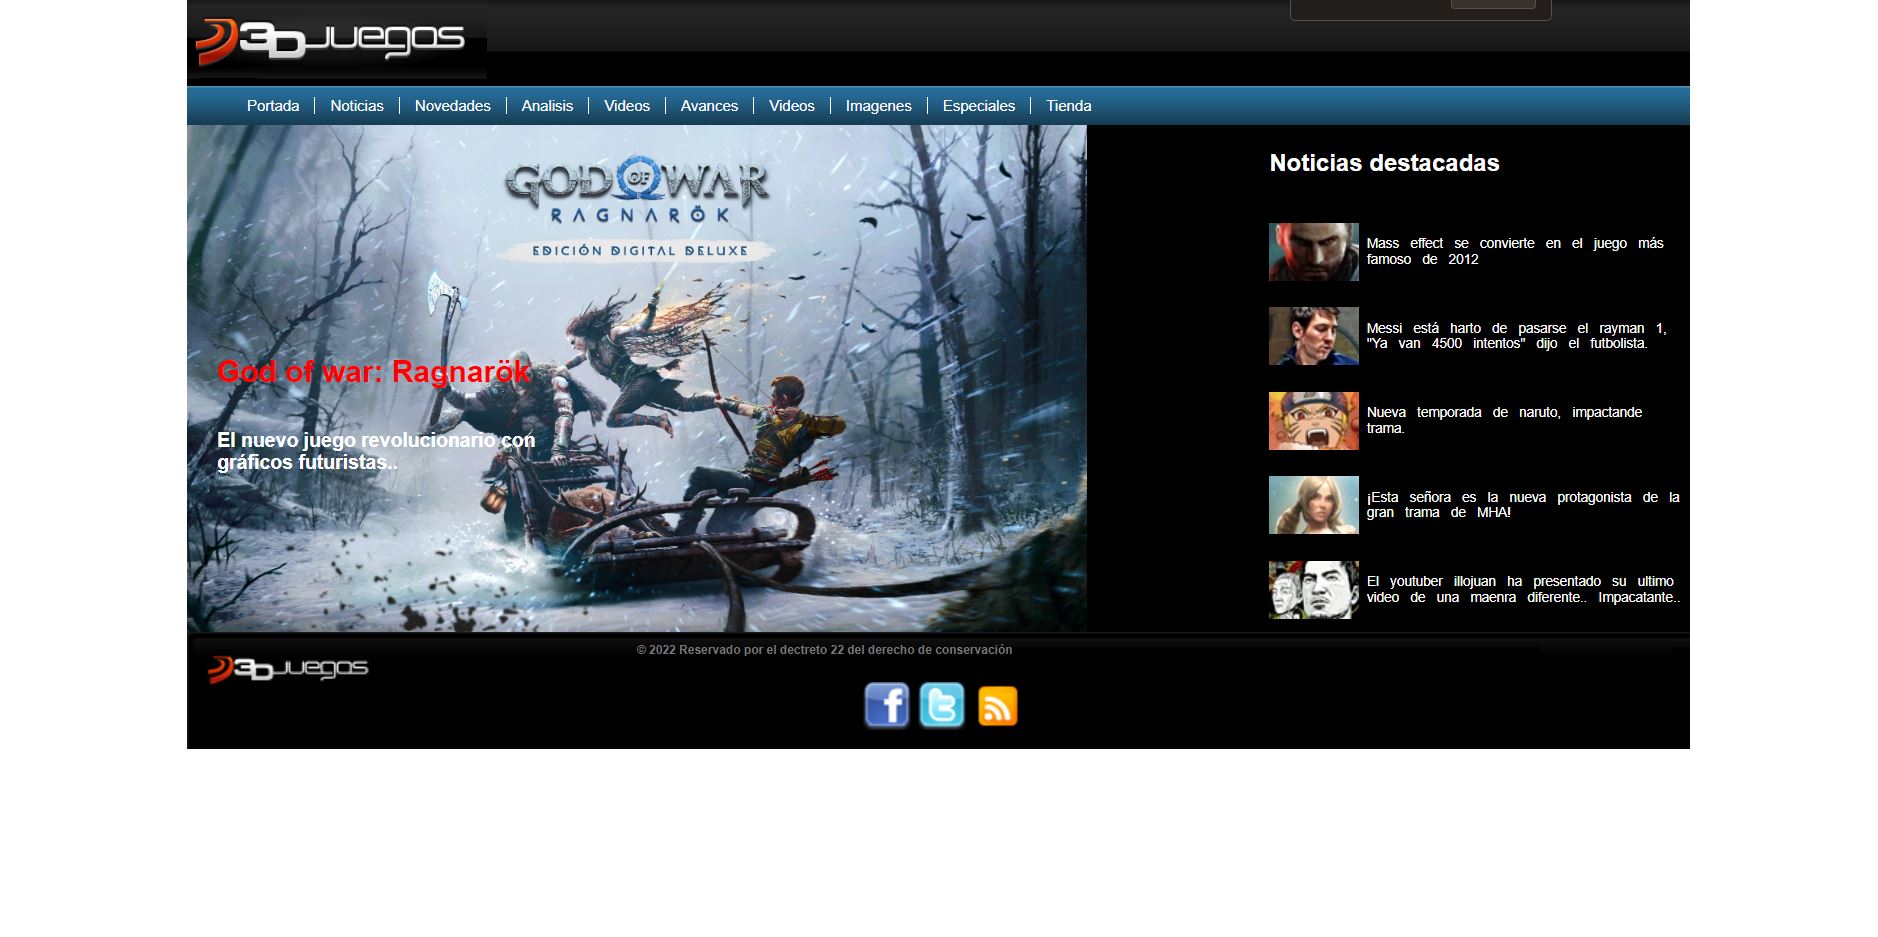 3DJUEGOS
Portada
Noticias
Novedades
Analisis
Videos
Avances
Videos
Imagenes
Especiales
Tienda
GOD OF WAR
RAGNARÖK
EDICIÓN DIGITAL DELUXE
God of war: Ragnarök
El nuevo juego revolucionario con
gráficos futuristas..
Noticias destacadas
Mass effect se convierte en el juego más
famoso de 2012
Messi está harto de pasarse el rayman 1,
"Ya van 4500 intentos" dijo el futbolista.
Nueva temporada de naruto, impactande
trama.
¡Esta señora es la nueva protagonista de la
gran trama de MHA!
El youtuber illojuan ha presentado su ultimo
video de una maenra diferente.. Impacatante..
3DJUEGOS
© 2022 Reservado por el dectreto 22 del derecho de conservación